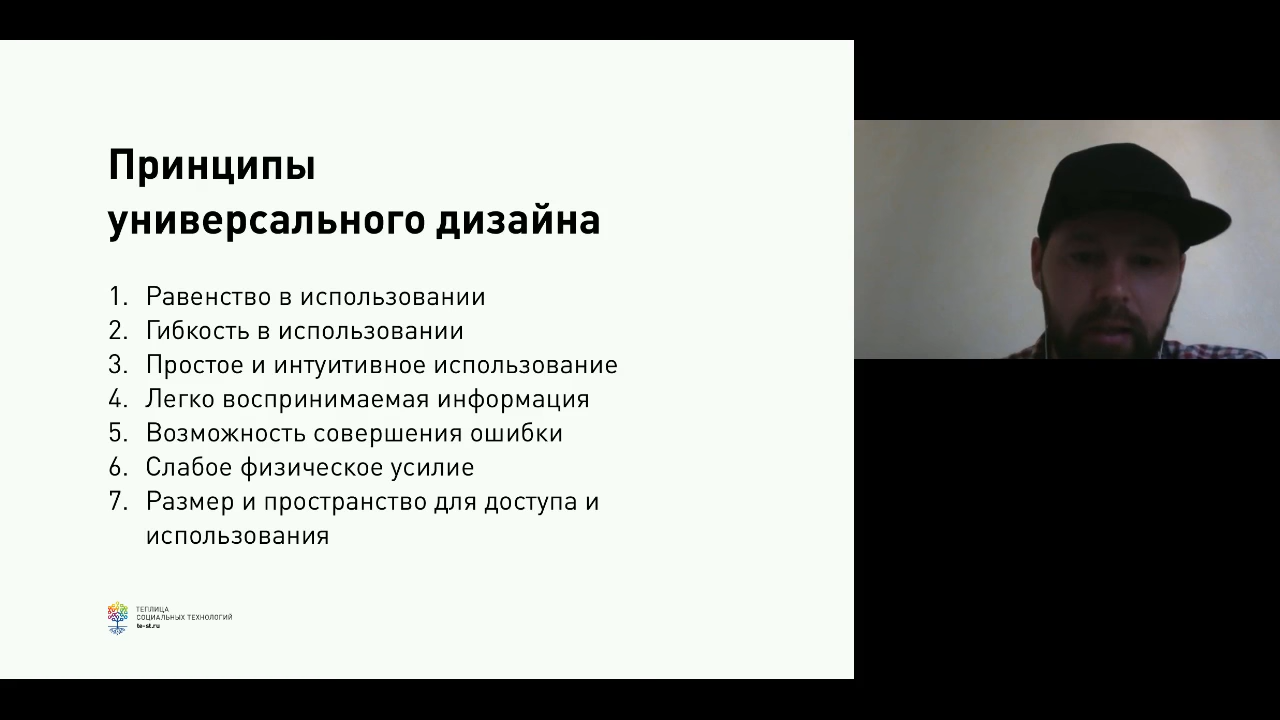 Принципы
универсального дизайна
1. Равенство в использовании
2. Гибкость в использовании
3. Простое и интуитивное использование
4. Легко воспринимаемая информация
5. Возможность совершения ошибки
6. Слабое физическое усилие
7. Размер и пространство для доступа и
использования
ТЕПЛИЦА
СОЦИАЛЬНЫХ ТЕХНОЛОГИЙ
te-st.ru